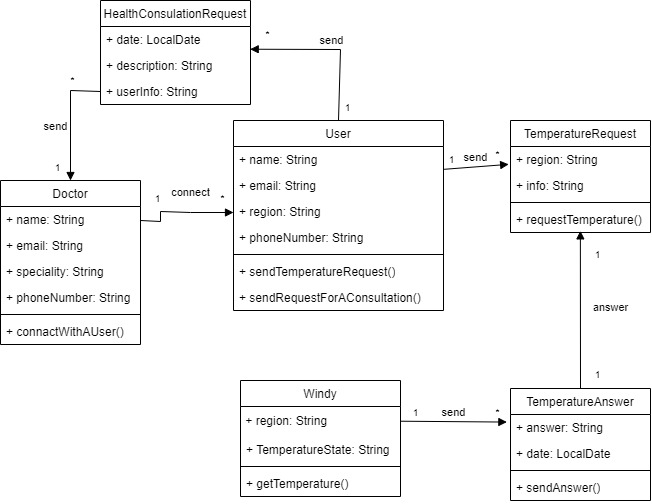 HealthConsulationRequest
+ date: LocalDate
+ description: String
+ userInfo: String
*
send
1
*
send
1
User
+ name: String
+ email: String
+ region: String
+ phoneNumber: String
+ sendTemperatureRequest()
+ sendRequestForAConsultation()
1
send
*
TemperatureRequest
+ region: String
+ info: String
+ requestTemperature()
Doctor
+ name: String
+ email: String
+ speciality: String
+ phoneNumber: String
+ connactWithAUser()
1
connect
*
1
answer
1
Windy
+ region: String
+ TemperatureState: String
+ getTemperature()
1
send
*
TemperatureAnswer
+ answer: String
+ date: LocalDate
+ sendAnswer()